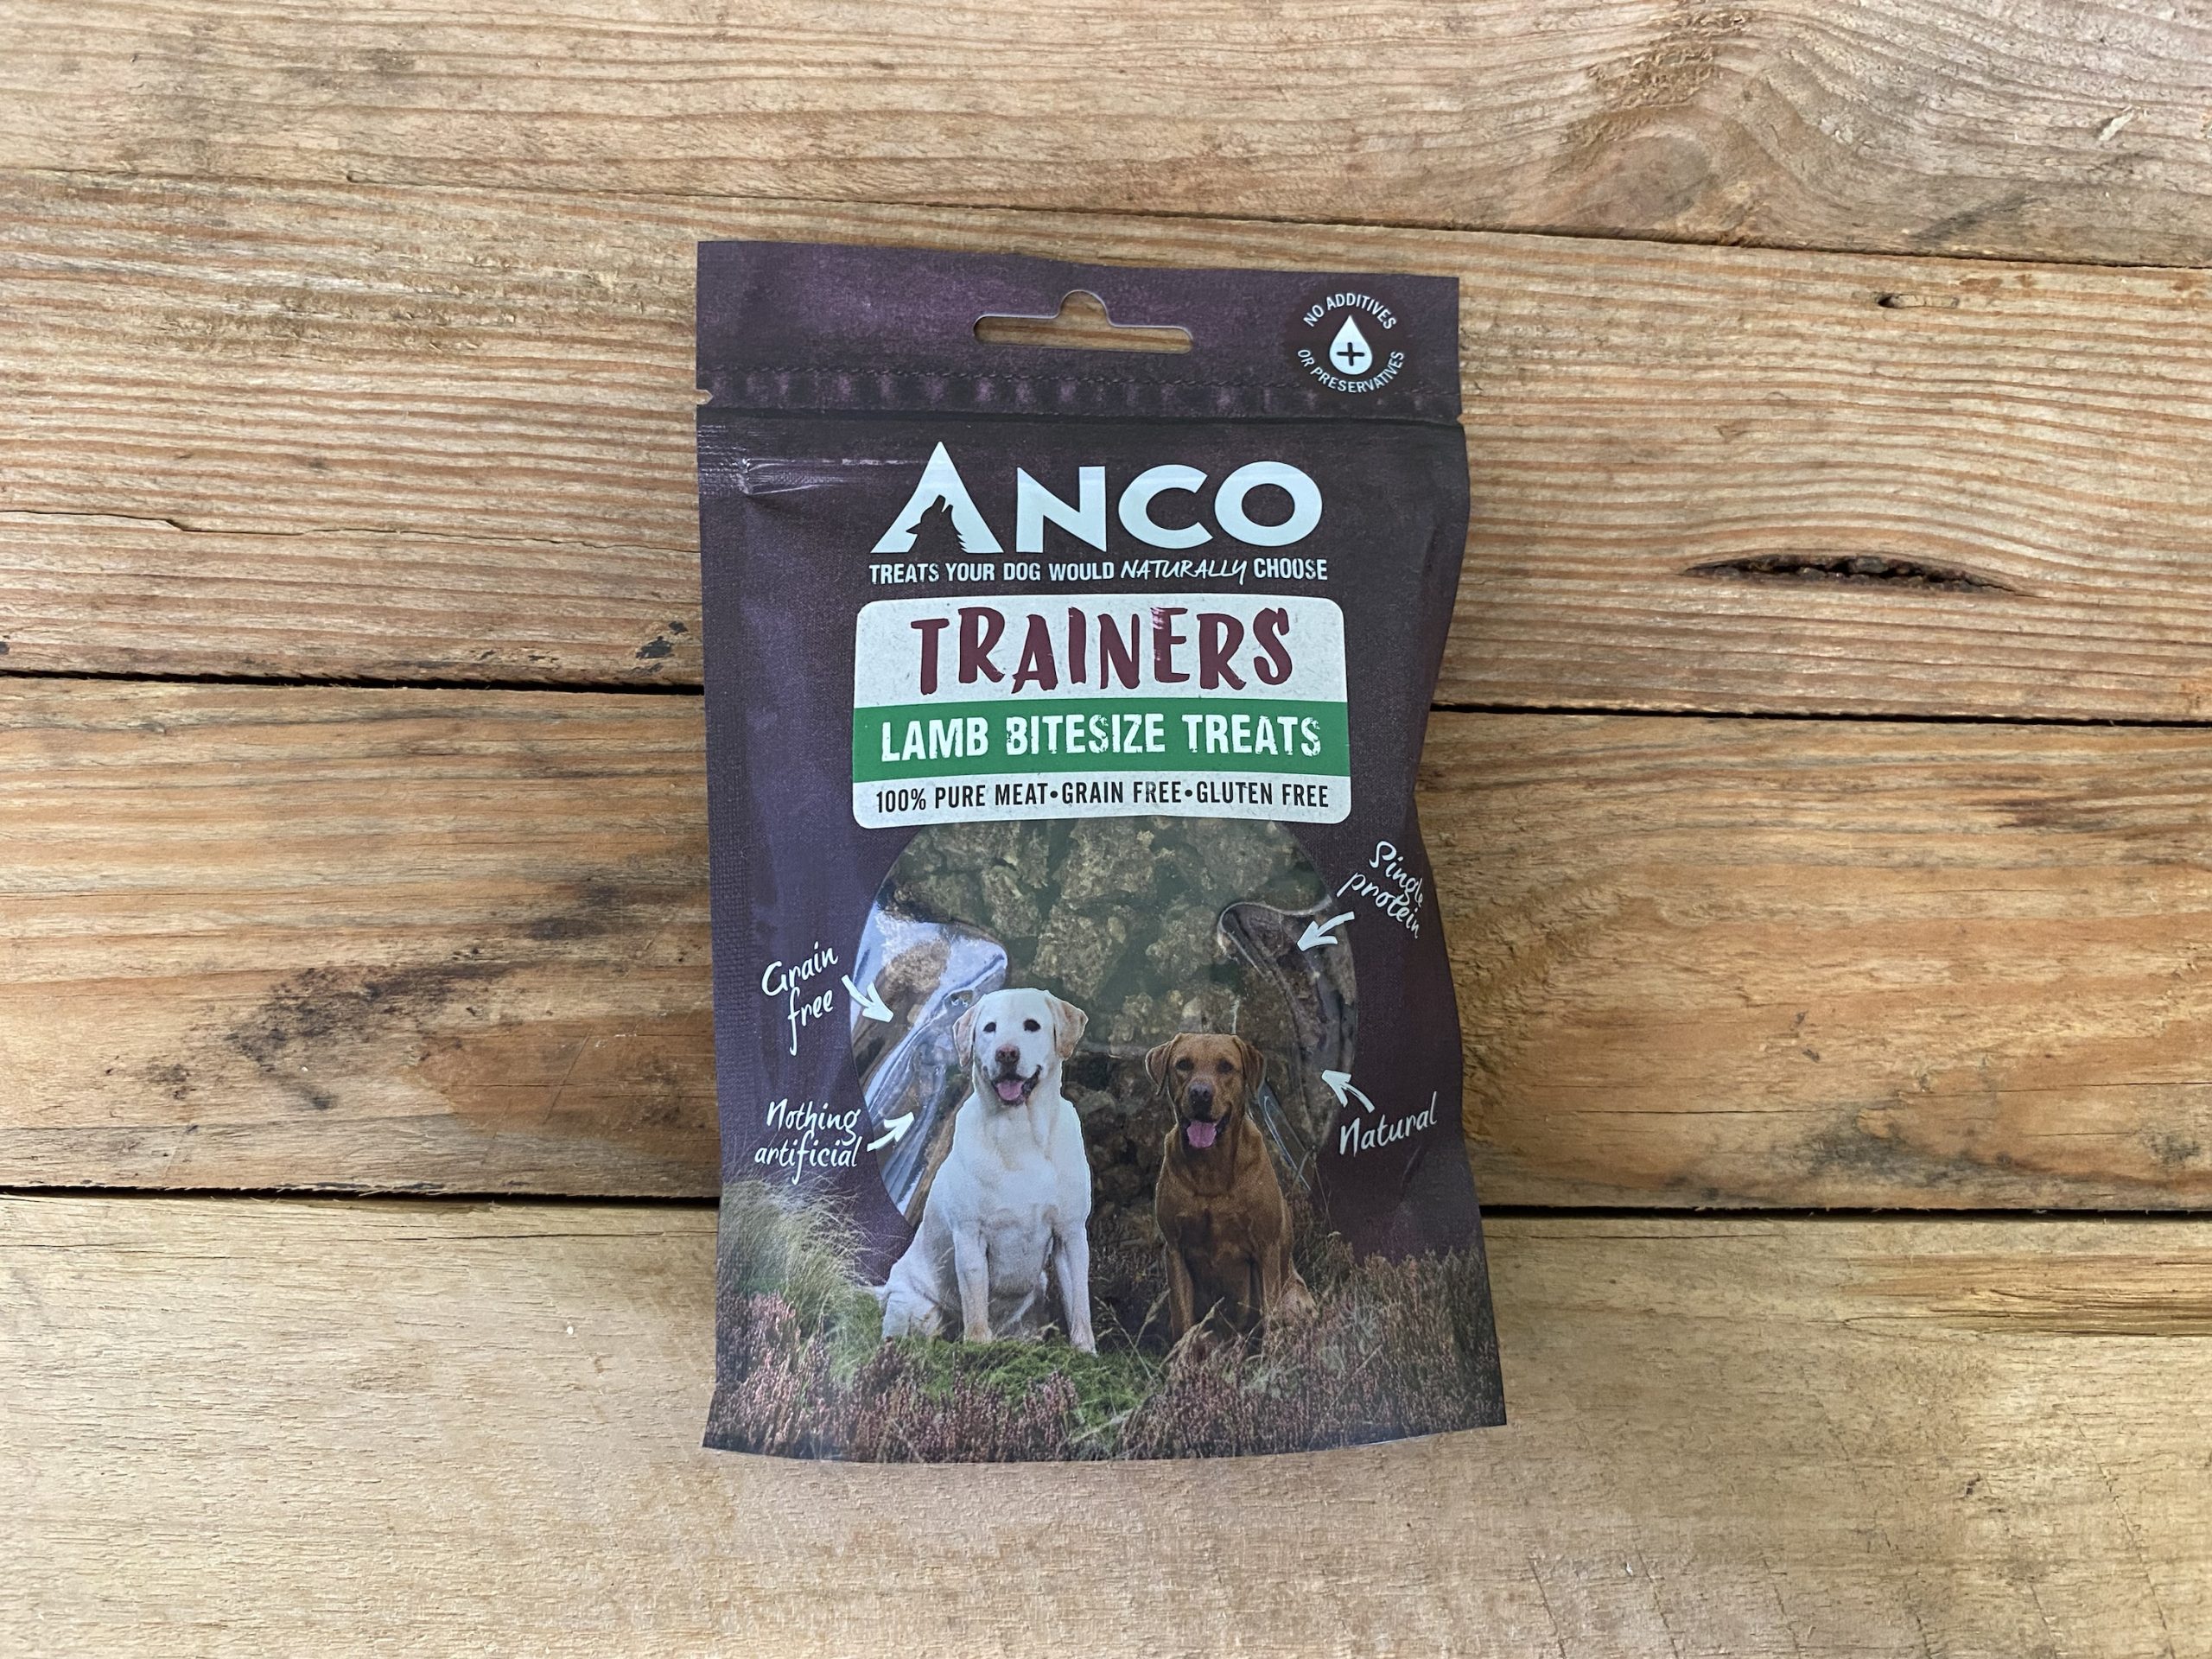 NO ADDITIVES
OR PRESERVATIVES
ANCO
TREATS YOUR DOG WOULD NATURALLY CHOOSE
TRAINERS
LAMB BITESIZE TREATS
100% PURE MEAT•GRAIN FREE•GLUTEN FREE
Single
protein
Grain
free
Nothing
artificial
Natural